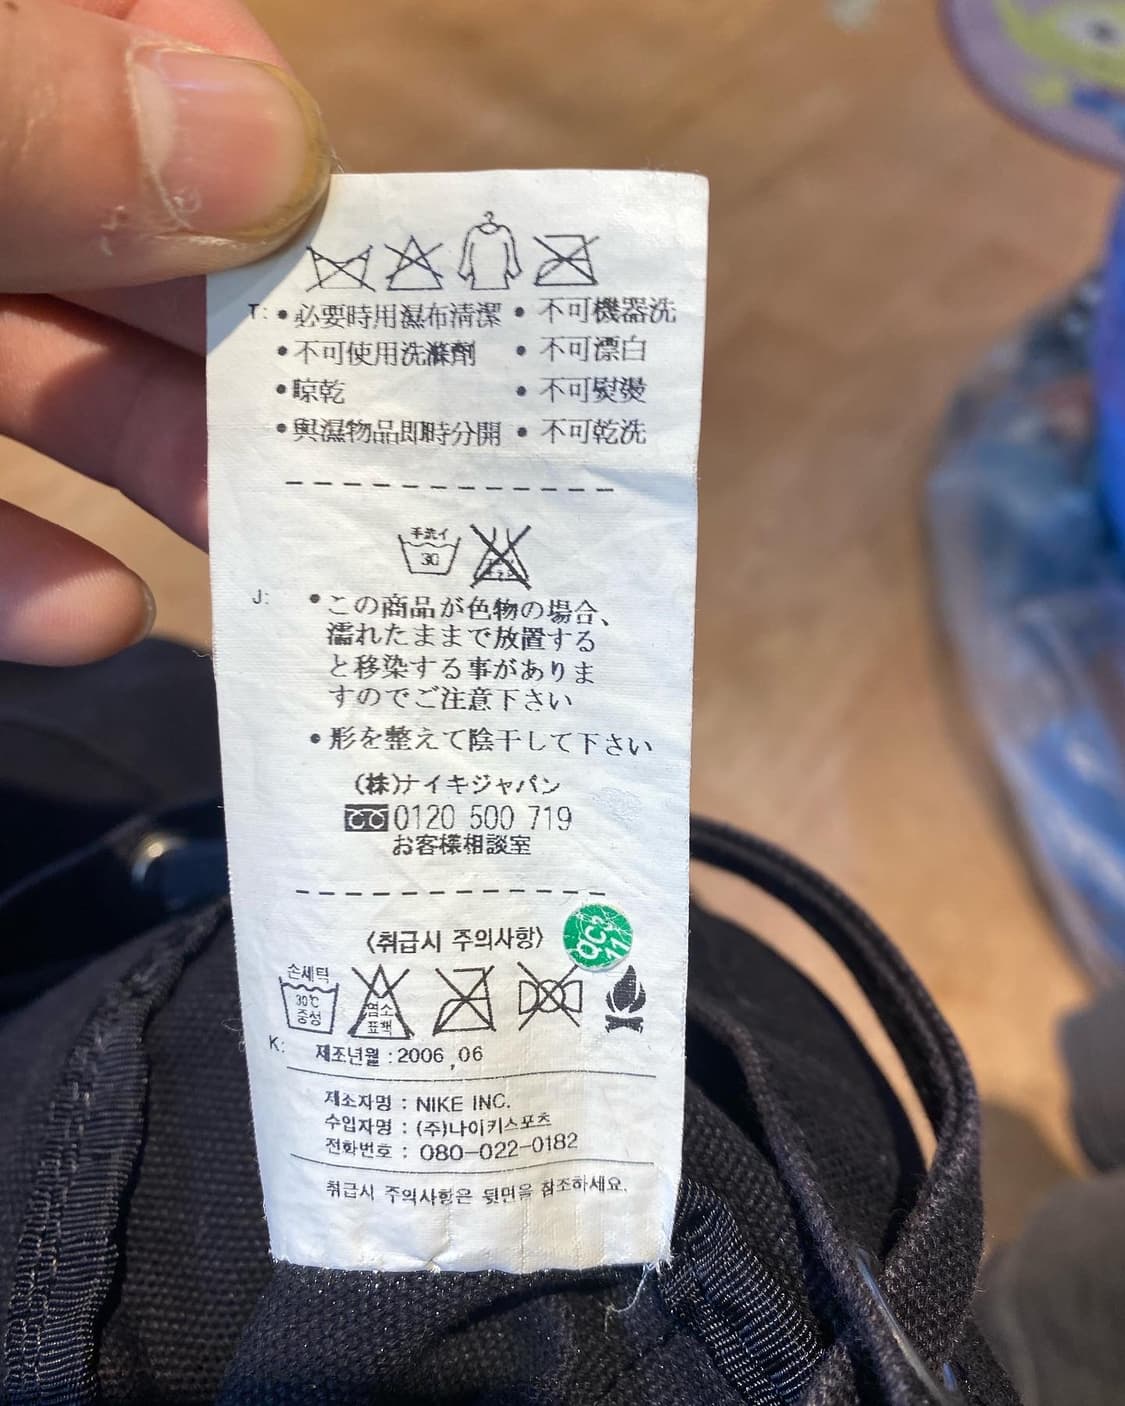 T: • 必要時用濕布清潔 • 不可機器洗
• 不可使用洗滌劑 • 不可漂白
• 晾乾 • 不可熨燙
• 與濕物品即時分開 • 不可乾洗
手洗イ
30
J: • この商品が色物の場合、
濡れたままで放置する
と移染する事がありま
すのでご注意下さい
• 形を整えて陰干して下さい
(株)ナイキジャパン
0120 500 719
お客様相談室
QC3
11
〈취급시 주의사항〉
손세탁
30℃
중성
염소
표백
K: 제조년월 : 2006 ,06
제조자명 : NIKE INC.
수입자명 : (주)나이키스포츠
전화번호 : 080-022-0182
취급시 주의사항은 뒷면을 참조하세요.